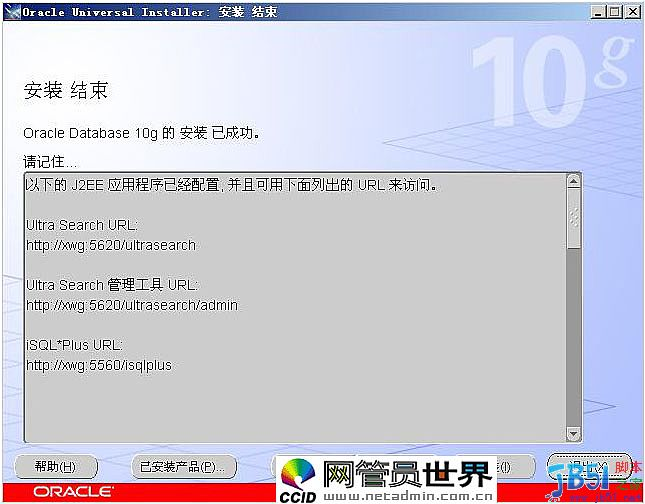 Oracle Universal Installer: 安装 结束
10g
安装 结束
Oracle Database 10g 的 安装 已成功。
请记住...
以下的 J2EE 应用程序已经配置, 并且可用下面列出的 URL 来访问。
Ultra Search URL:
http://xwg:5620/ultrasearch
Ultra Search 管理工具 URL:
http://xwg:5620/ultrasearch/admin
iSQL*Plus URL:
http://xwg:5560/isqlplus
帮助(H)
已安装产品(P)...
ORACLE
CCID
网管员世界
www.netadmin.com.cn
JB51
脚本
之家
www.jb51.net